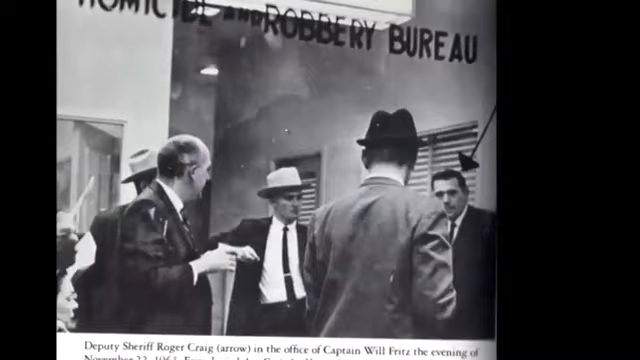 HOMICIDE AND ROBBERY BUREAU
Deputy Sheriff Roger Craig (arrow) in the office of Captain Will Fritz the evening of
November 22, 1963.